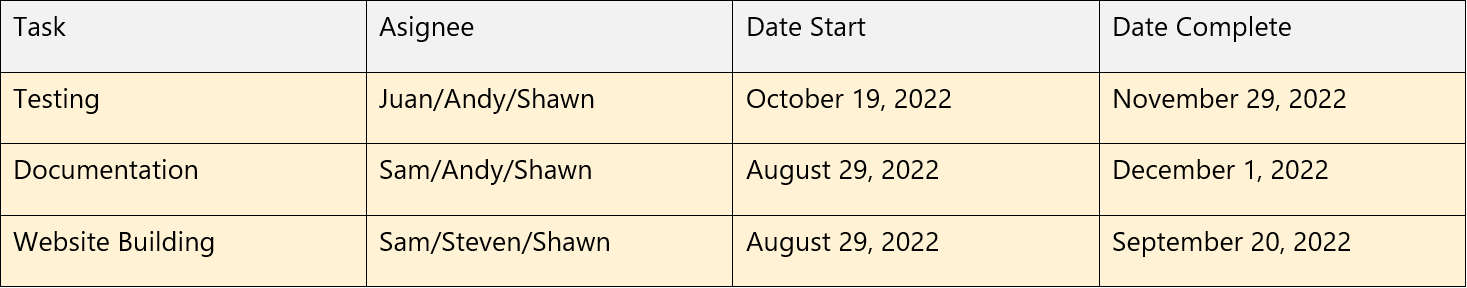 Task Asignee Date Start Date Complete
Testing Juan/Andy/Shawn October 19, 2022 November 29, 2022
Documentation Sam/Andy/Shawn August 29, 2022 December 1, 2022
Website Building Sam/Steven/Shawn August 29, 2022 September 20, 2022